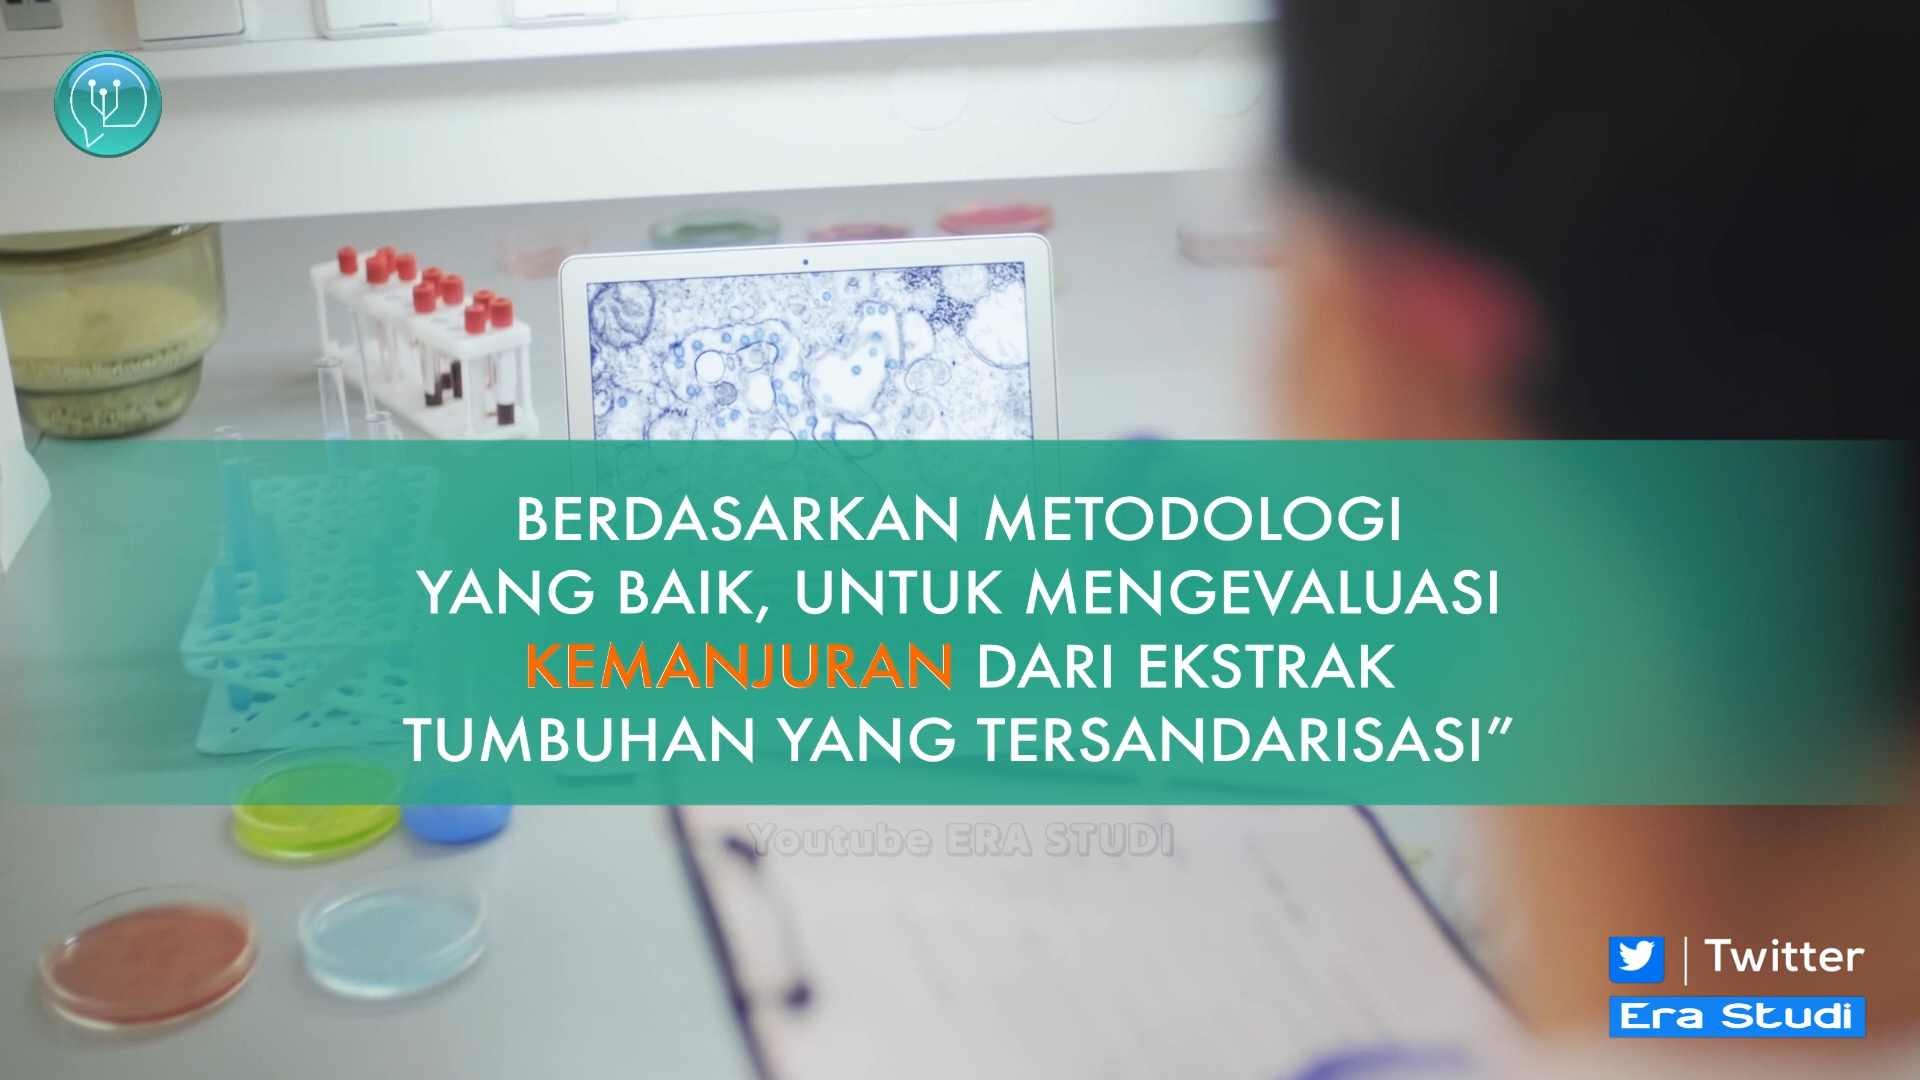 BERDASARKAN METODOLOGI
YANG BAIK, UNTUK MENGEVALUASI
KEMANJURAN DARI EKSTRAK
TUMBUHAN YANG TERSANDARISASI”
Youtube ERA STUDI
| Twitter
Era Studi